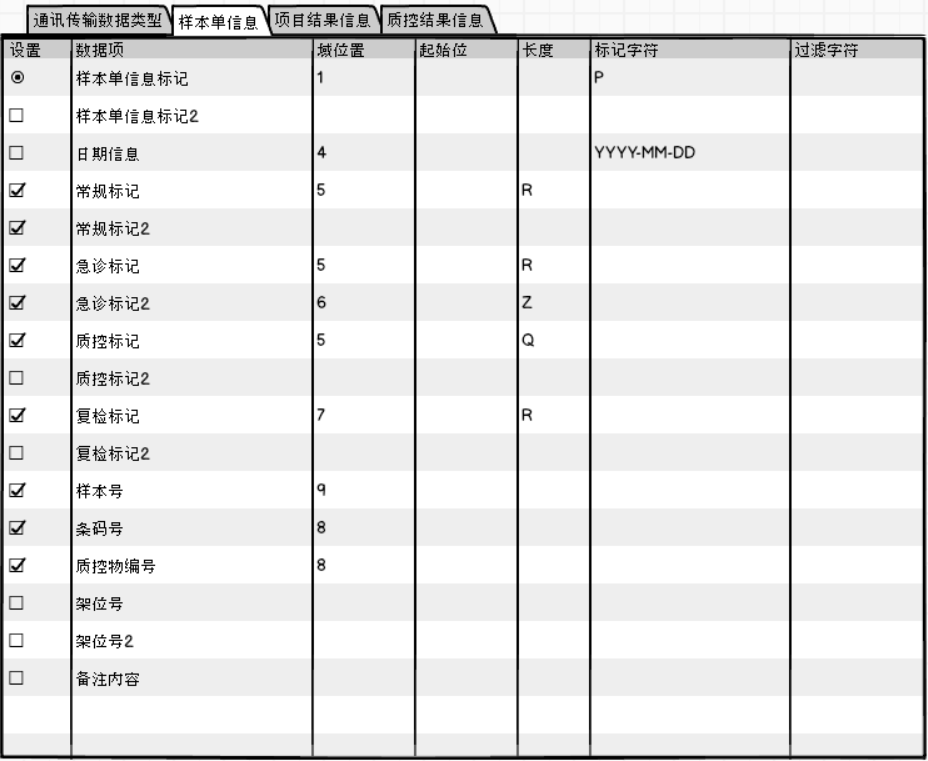 通讯传输数据类型 样本单信息 项目结果信息 质控结果信息
设置 数据项 域位置 起始位 长度 标记字符 过滤字符
样本单信息标记 1 P
样本单信息标记2
日期信息 4 YYYY-MM-DD
常规标记 5 R
常规标记2
急诊标记 5 R
急诊标记2 6 Z
质控标记 5 Q
质控标记2
复检标记 7 R
复检标记2
样本号 9
条码号 8
质控物编号 8
架位号
架位号2
备注内容